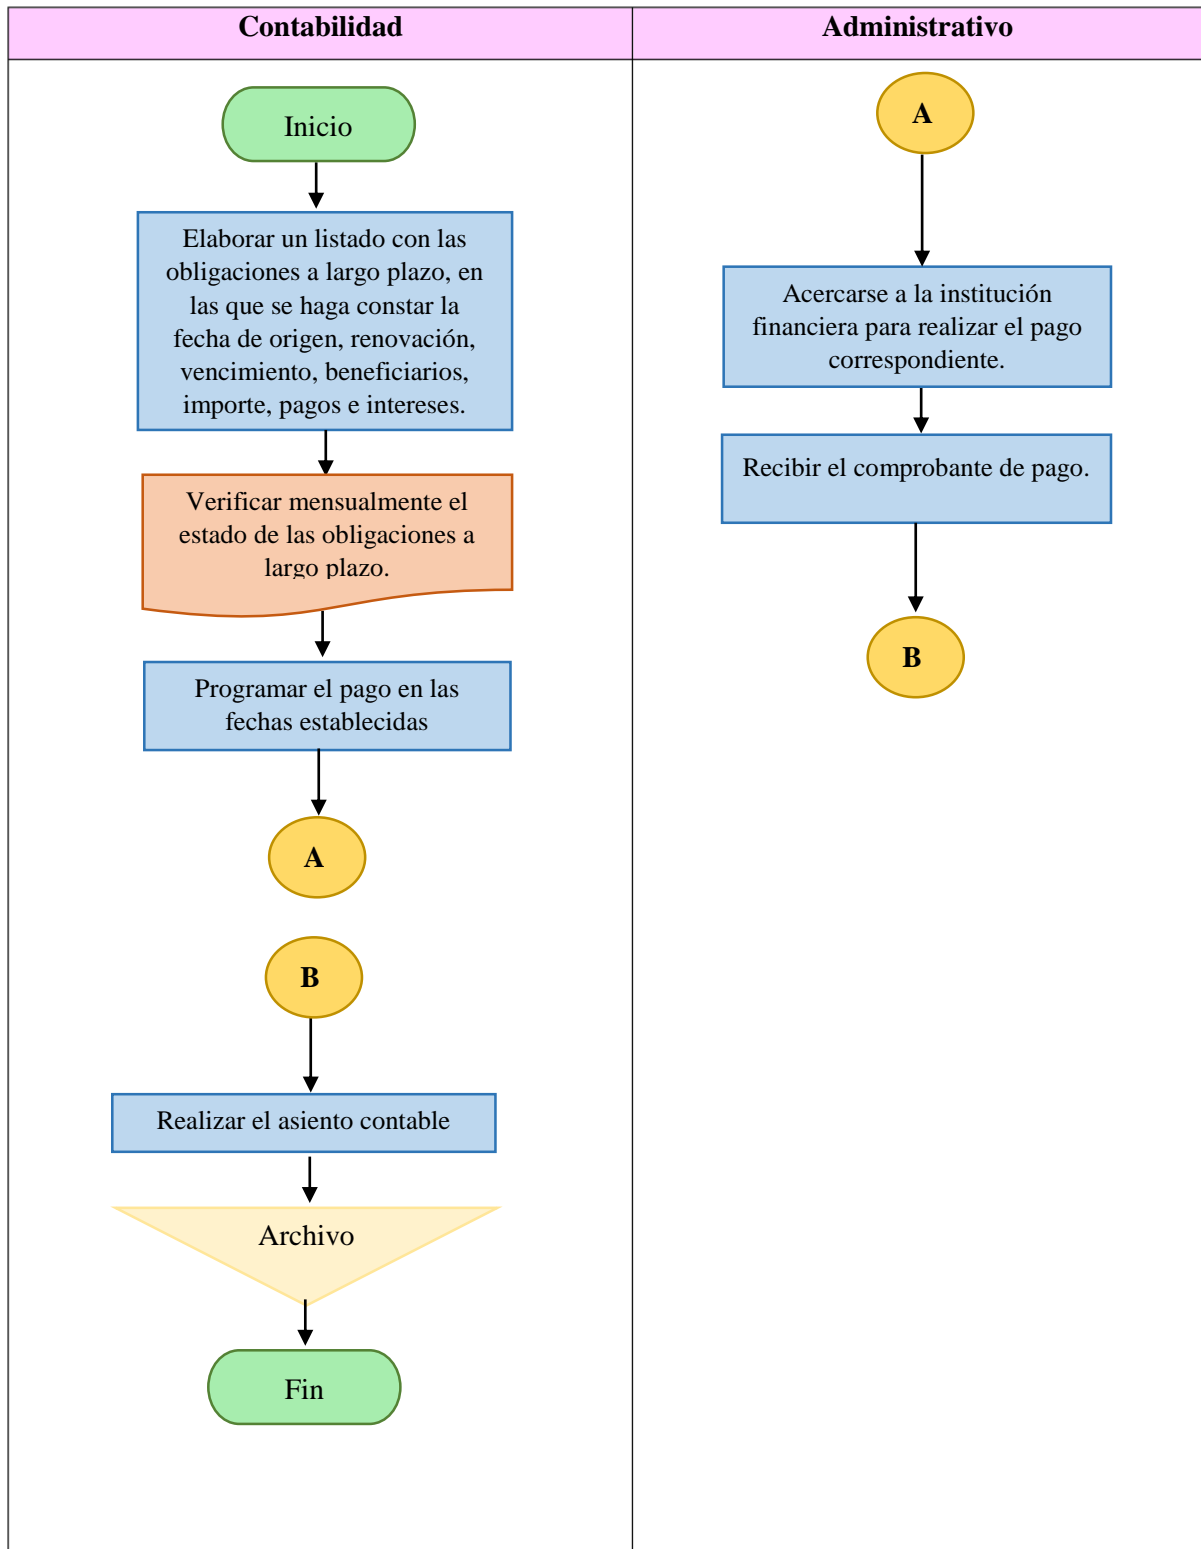 Contabilidad
Administrativo
Inicio
Elaborar un listado con las
obligaciones a largo plazo, en
las que se haga constar la
fecha de origen, renovación,
vencimiento, beneficiarios,
importe, pagos e intereses.
Verificar mensualmente el
estado de las obligaciones a
largo plazo.
Programar el pago en las
fechas establecidas
A
B
Realizar el asiento contable
Archivo
Fin
A
Acercarse a la institución
financiera para realizar el pago
correspondiente.
Recibir el comprobante de pago.
B